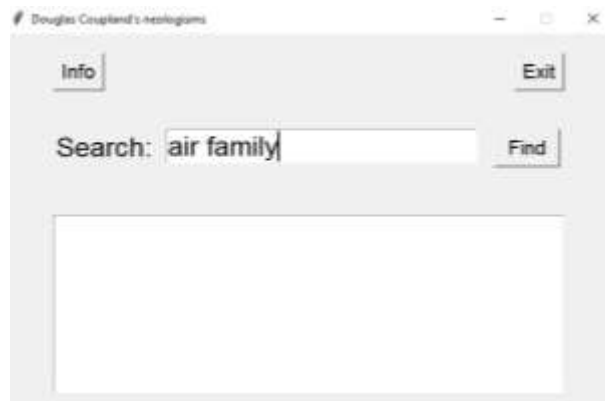 Douglas Coupland's neologisms
Info Exit
Search: air family Find